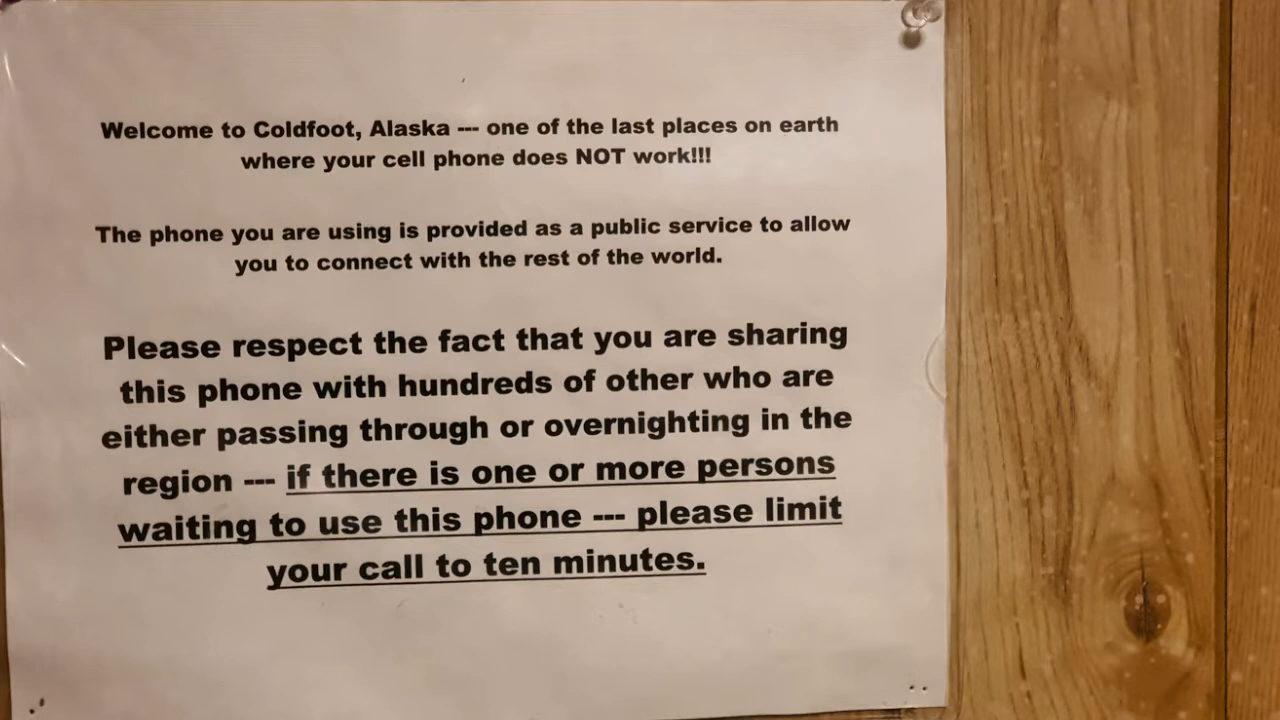 Welcome to Coldfoot, Alaska --- one of the last places on earth
where your cell phone does NOT work!!!
The phone you are using is provided as a public service to allow
you to connect with the rest of the world.
Please respect the fact that you are sharing
this phone with hundreds of other who are
either passing through or overnighting in the
region --- if there is one or more persons
waiting to use this phone --- please limit
your call to ten minutes.